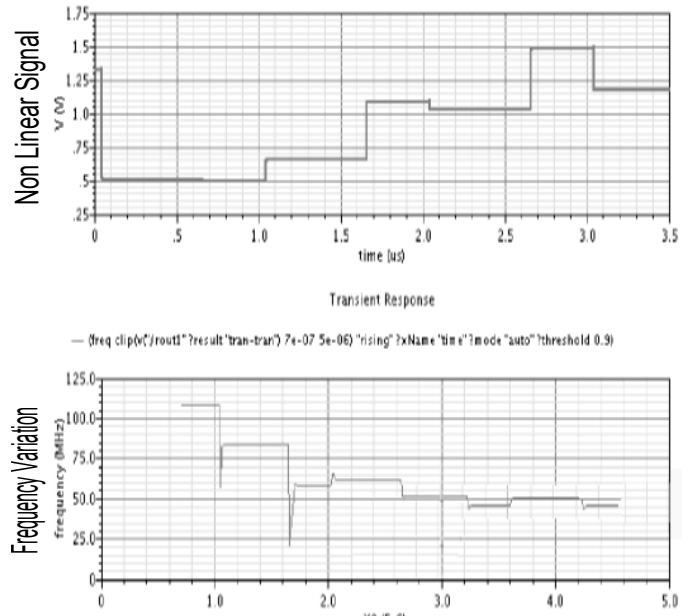 Non Linear Signal
V (V)
1.75
1.5
1.25
1.0
.75
.5
.25
0 .5 1.0 1.5 2.0 2.5 3.0 3.5
time (us)
Transient Response
(freq clip(v("/rout1" ?result "tran-tran") 7e-07 5e-06) "rising" ?xName "time" ?mode "auto" ?threshold 0.9)
Frequency Variation
frequency (MHz)
125.0
100.0
75.0
50.0
25.0
0
0 1.0 2.0 3.0 4.0 5.0